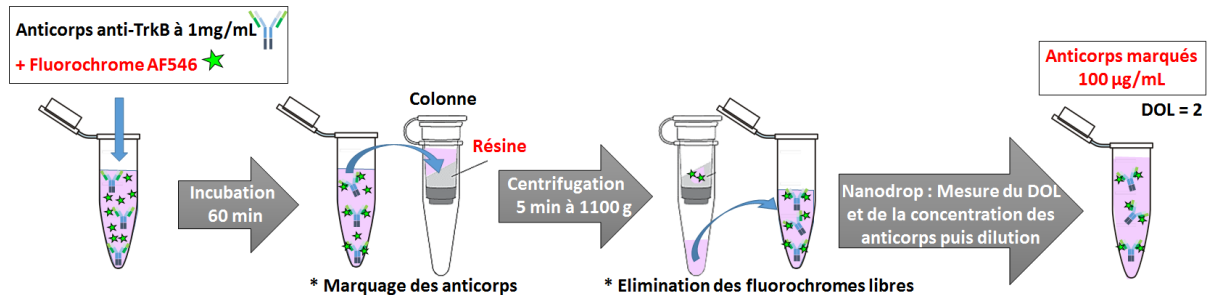 Anticorps anti-TrkB à 1mg/mL
+ Fluorochrome AF546
Incubation
60 min
Colonne
Résine
* Marquage des anticorps
Centrifugation
5 min à 1100 g
* Elimination des fluorochromes libres
Nanodrop : Mesure du DOL
et de la concentration des
anticorps puis dilution
Anticorps marqués
100 µg/mL
DOL = 2